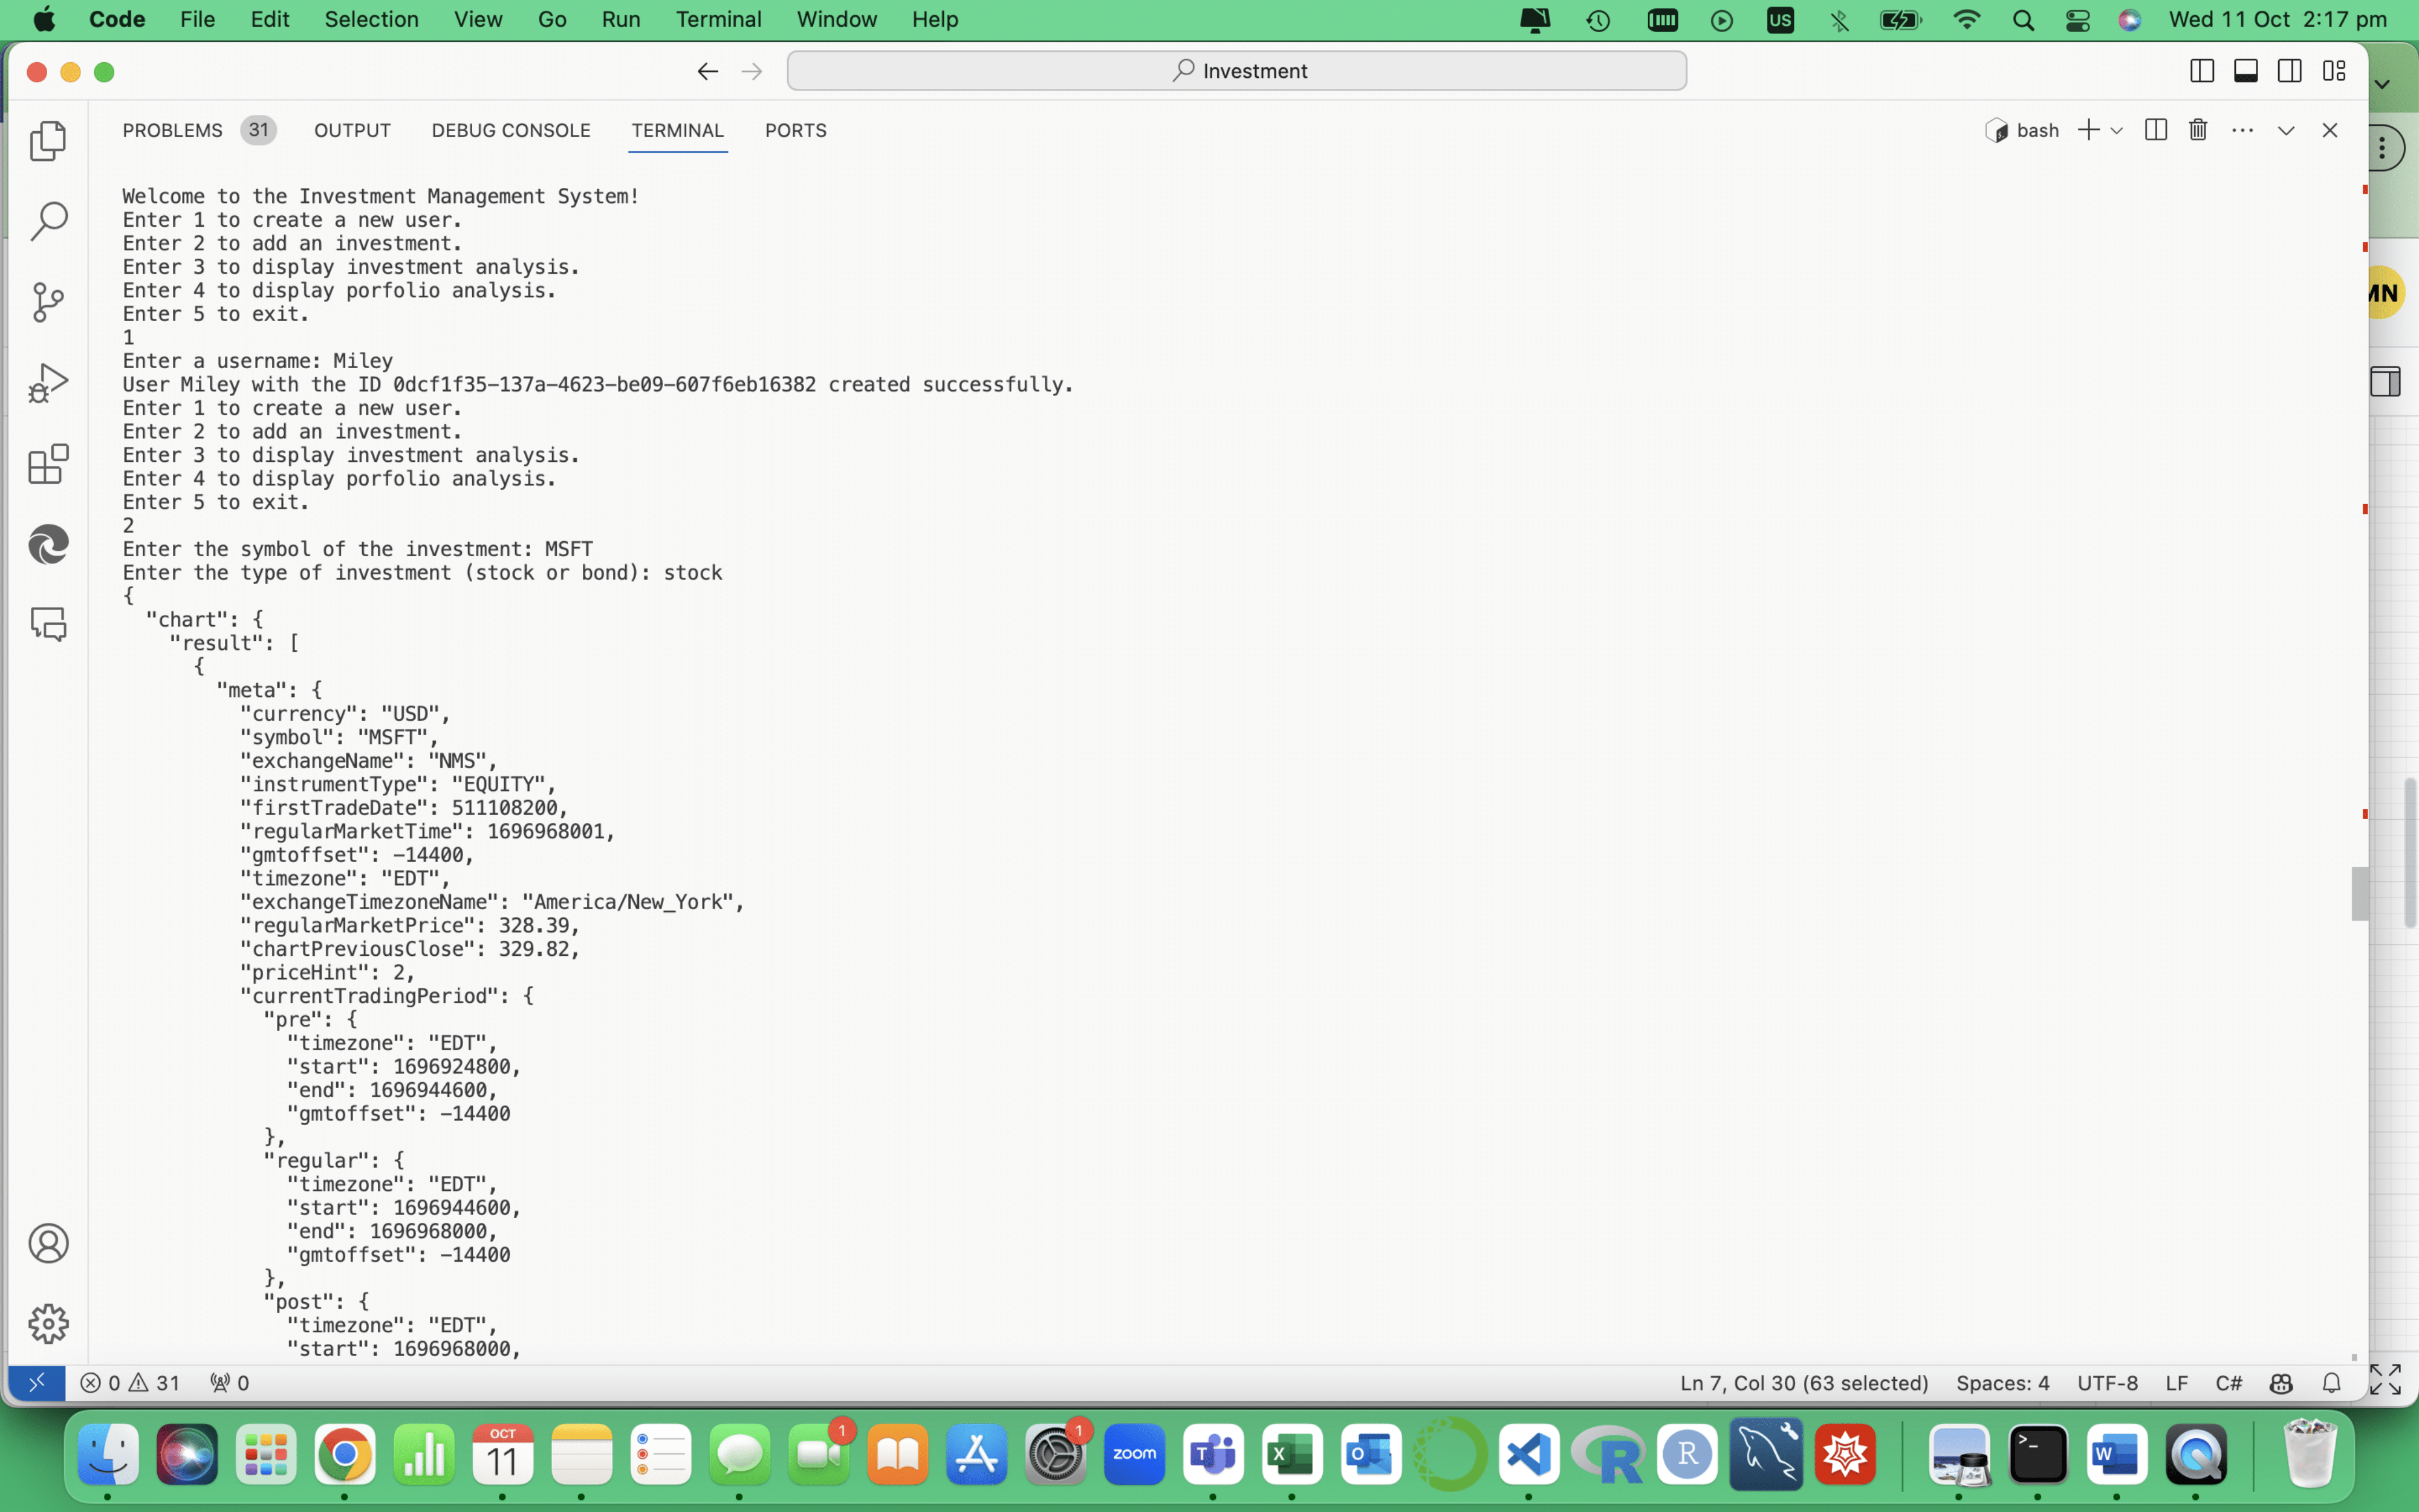 Code File Edit Selection View Go Run Terminal Window Help US Wed 11 Oct 2:17 pm
Investment
PROBLEMS 31 OUTPUT DEBUG CONSOLE TERMINAL PORTS bash
Welcome to the Investment Management System!
Enter 1 to create a new user.
Enter 2 to add an investment.
Enter 3 to display investment analysis.
Enter 4 to display porfolio analysis.
Enter 5 to exit.
1
Enter a username: Miley
User Miley with the ID 0dcf1f35-137a-4623-be09-607f6eb16382 created successfully.
Enter 1 to create a new user.
Enter 2 to add an investment.
Enter 3 to display investment analysis.
Enter 4 to display porfolio analysis.
Enter 5 to exit.
2
Enter the symbol of the investment: MSFT
Enter the type of investment (stock or bond): stock
{
"chart": {
"result": [
{
"meta": {
"currency": "USD",
"symbol": "MSFT",
"exchangeName": "NMS",
"instrumentType": "EQUITY",
"firstTradeDate": 511108200,
"regularMarketTime": 1696968001,
"gmtoffset": -14400,
"timezone": "EDT",
"exchangeTimezoneName": "America/New_York",
"regularMarketPrice": 328.39,
"chartPreviousClose": 329.82,
"priceHint": 2,
"currentTradingPeriod": {
"pre": {
"timezone": "EDT",
"start": 1696924800,
"end": 1696944600,
"gmtoffset": -14400
},
"regular": {
"timezone": "EDT",
"start": 1696944600,
"end": 1696968000,
"gmtoffset": -14400
},
"post": {
"timezone": "EDT",
"start": 1696968000,
0 31 0 Ln 7, Col 30 (63 selected) Spaces: 4 UTF-8 LF C#
OCT 11 1 1 zoom T X O R R >_ W